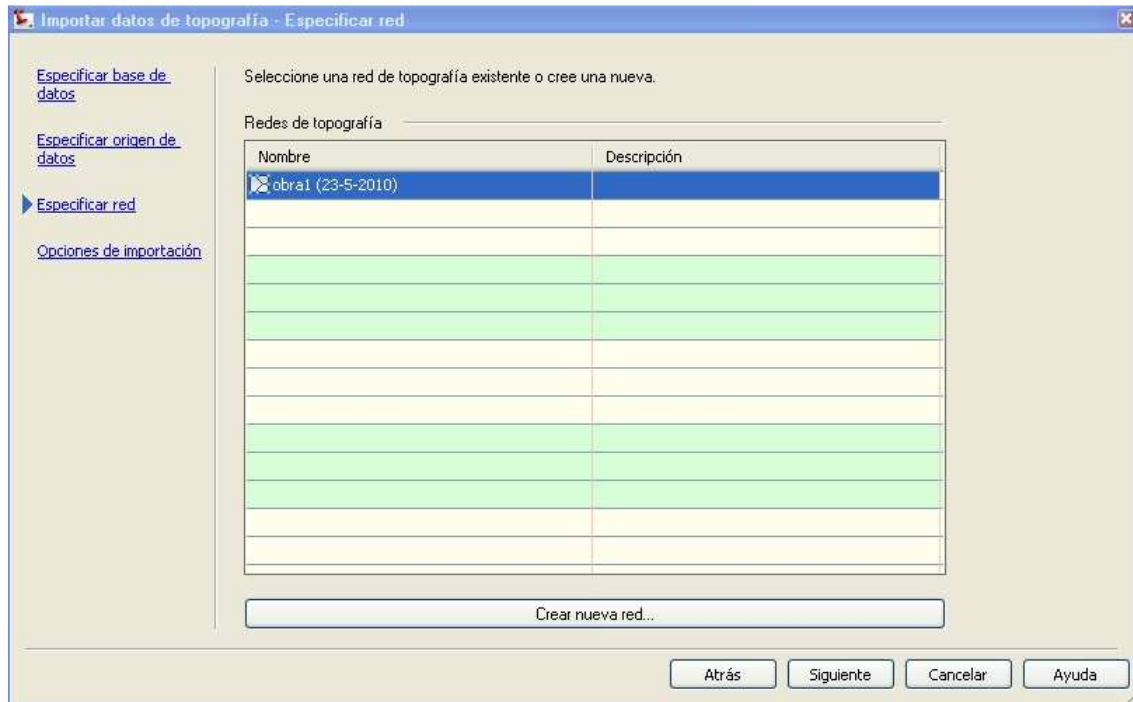 Importar datos de topografía - Especificar red
Especificar base de
datos
Especificar origen de
datos
Especificar red
Opciones de importación
Seleccione una red de topografía existente o cree una nueva.
Redes de topografía
Nombre Descripción
obra1 (23-5-2010)
Crear nueva red...
Atrás Siguiente Cancelar Ayuda